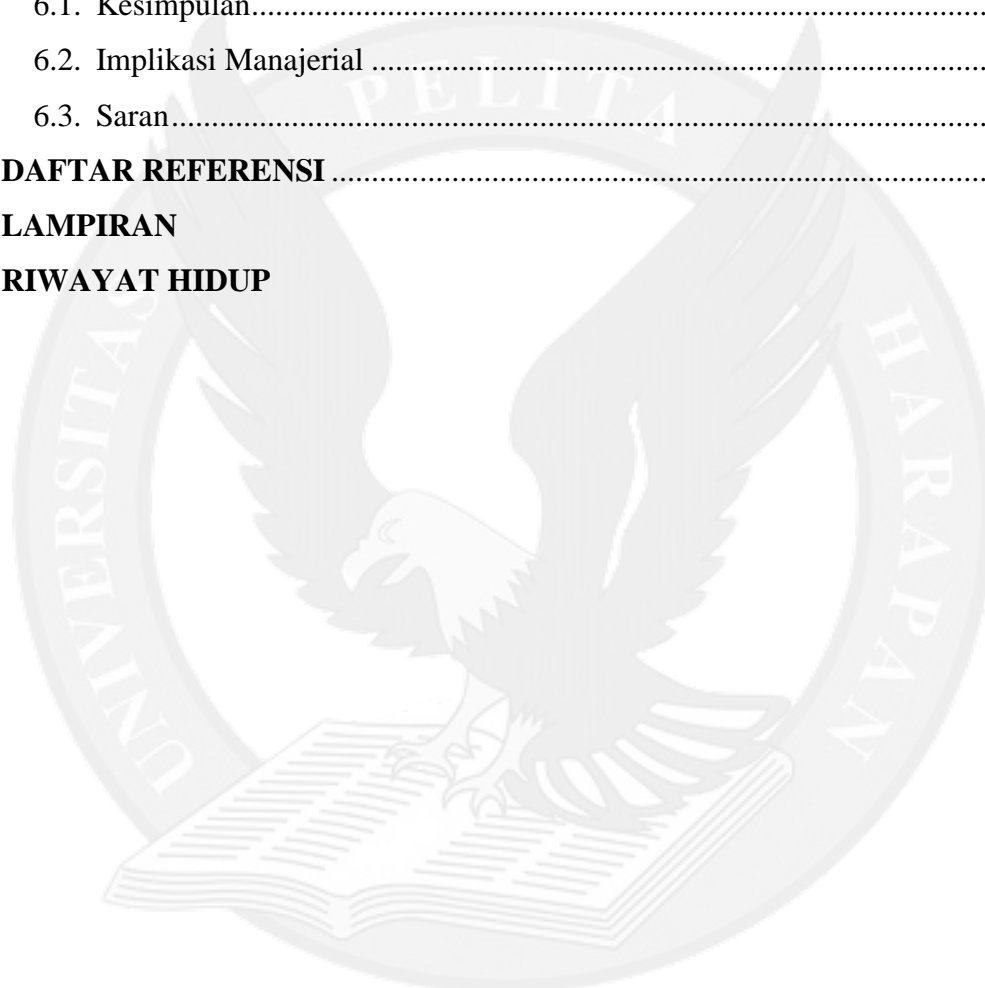 6.1. Kesimpulan................................................................................................
6.2. Implikasi Manajerial ................................................................................
6.3. Saran..........................................................................................................
DAFTAR REFERENSI ....................................................................................
LAMPIRAN
RIWAYAT HIDUP
UNIVERSITAS PELITA HARAPAN